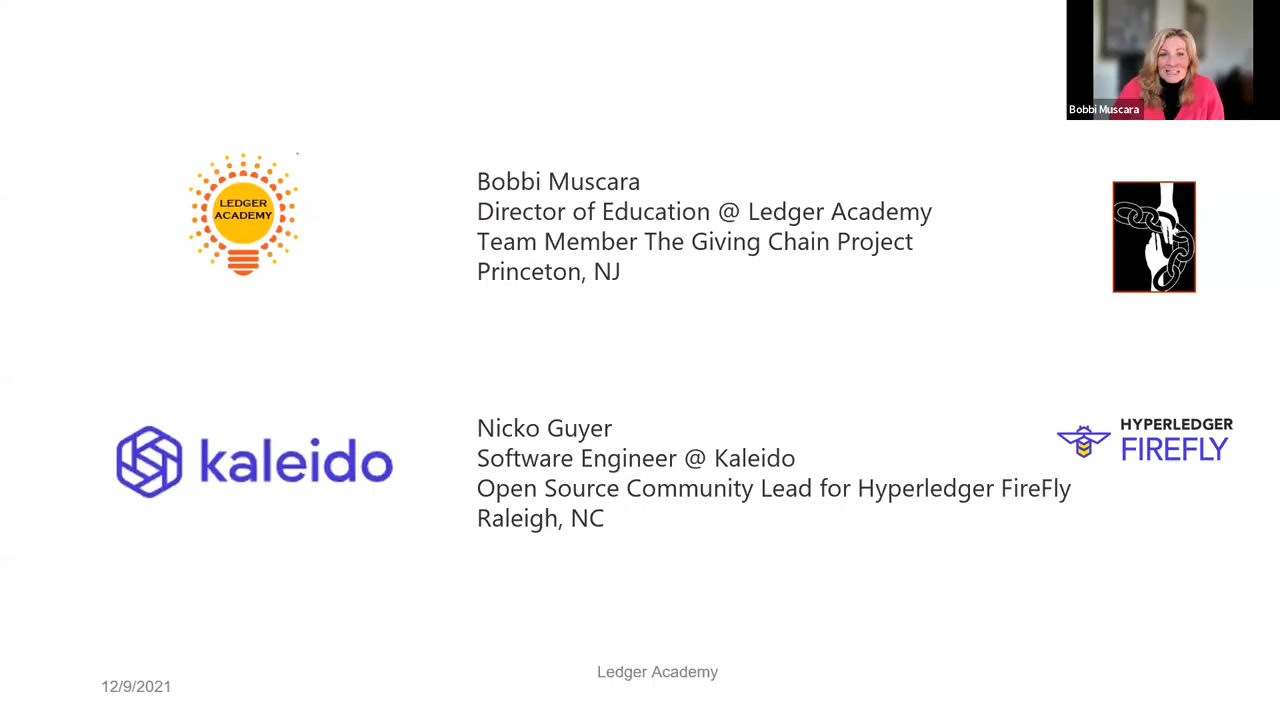 Bobbi Muscara
LEDGER
ACADEMY
Bobbi Muscara
Director of Education @ Ledger Academy
Team Member The Giving Chain Project
Princeton, NJ
kaleido
Nicko Guyer
Software Engineer @ Kaleido
Open Source Community Lead for Hyperledger FireFly
Raleigh, NC
HYPERLEDGER
FIREFLY
Ledger Academy
12/9/2021